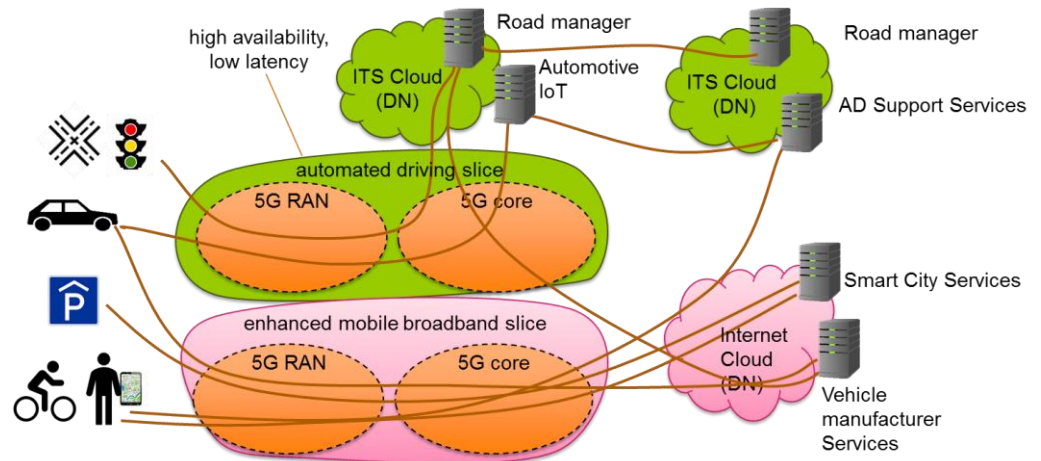 Road manager
high availability,
low latency
ITS Cloud
(DN)
Automotive
IoT
Road manager
ITS Cloud
(DN)
AD Support Services
automated driving slice
5G RAN
5G core
P
enhanced mobile broadband slice
5G RAN
5G core
Smart City Services
Internet
Cloud
(DN)
Vehicle
manufacturer
Services